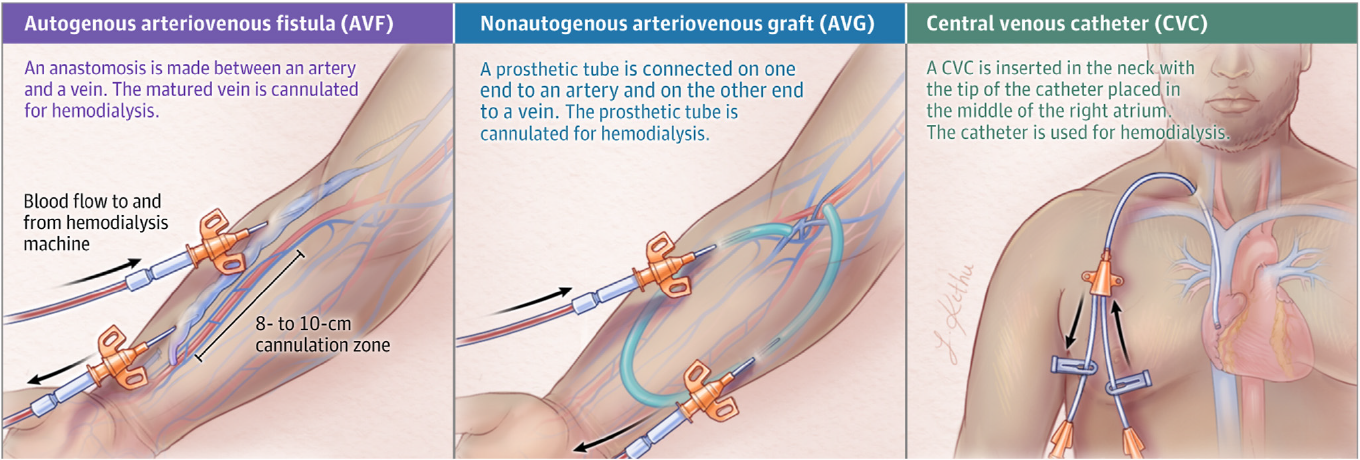 Autogenous arteriovenous fistula (AVF)
An anastomosis is made between an artery
and a vein. The matured vein is cannulated
for hemodialysis.
Blood flow to and
from hemodialysis
machine
8- to 10-cm
cannulation zone
Nonautogenous arteriovenous graft (AVG)
A prosthetic tube is connected on one
end to an artery and on the other end
to a vein. The prosthetic tube is
cannulated for hemodialysis.
Central venous catheter (CVC)
A CVC is inserted in the neck with
the tip of the catheter placed in
the middle of the right atrium.
The catheter is used for hemodialysis.